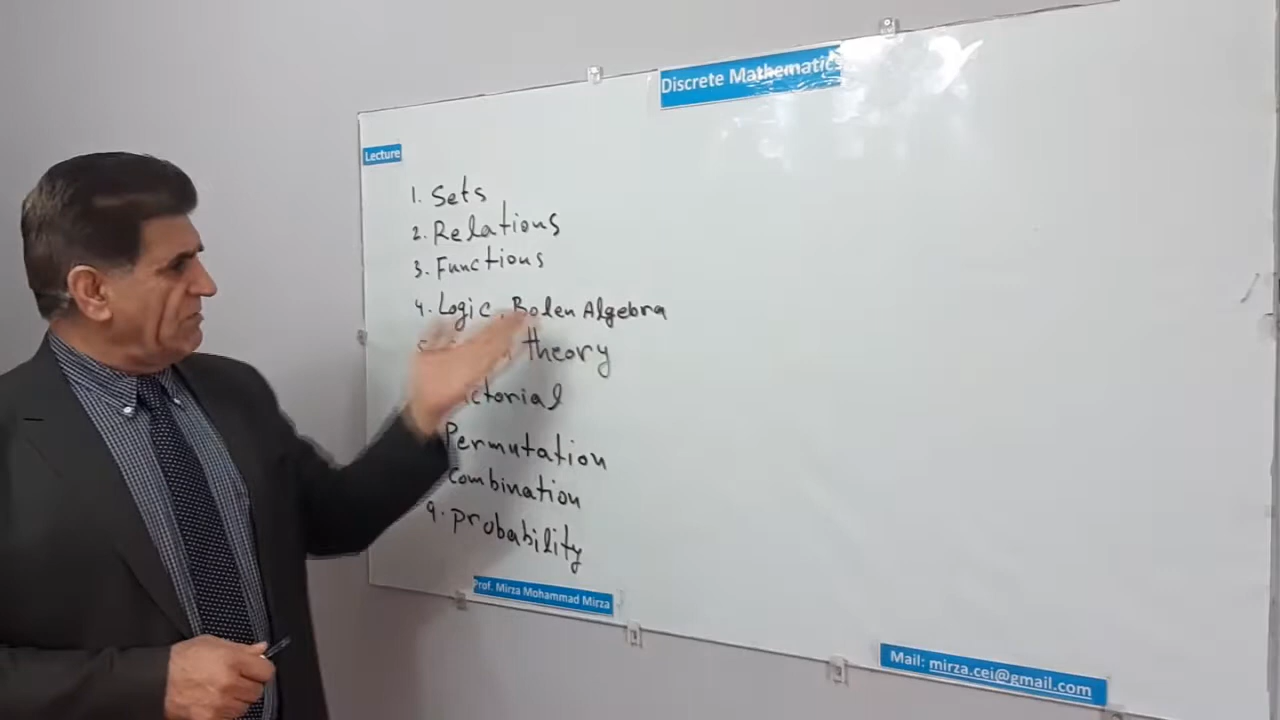 Discrete Mathematics
Lecture
1. Sets
2. Relations
3. Functions
4. Logic, Bolen Algebra
theory
ctorial
Permutation
Combination
9. probability
Prof. Mirza Mohammad Mirza
Mail: mirza.cei@gmail.com